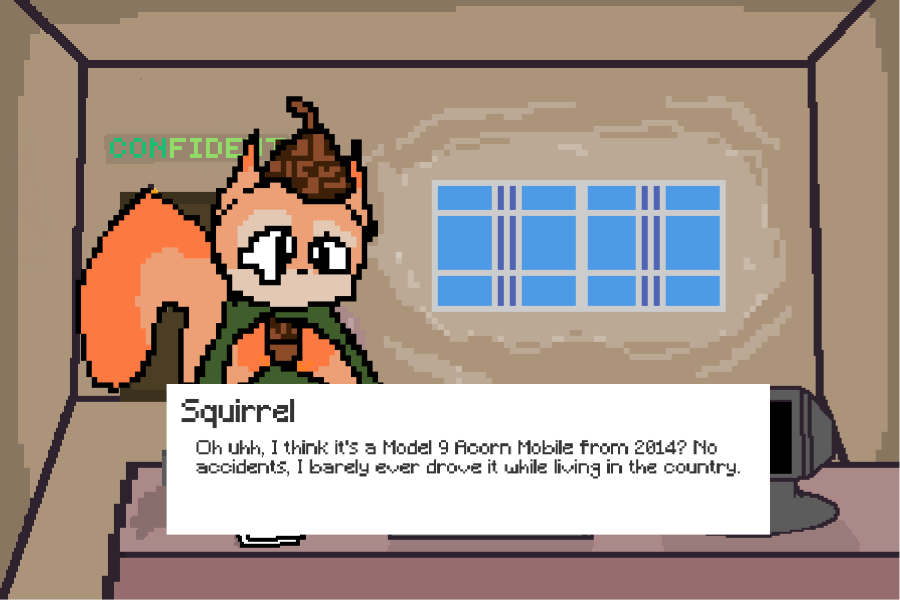 CONFIDENT
Squirrel
Oh uhh, I think it's a Model 9 Acorn Mobile from 2014? No
accidents, I barely ever drove it while living in the country.